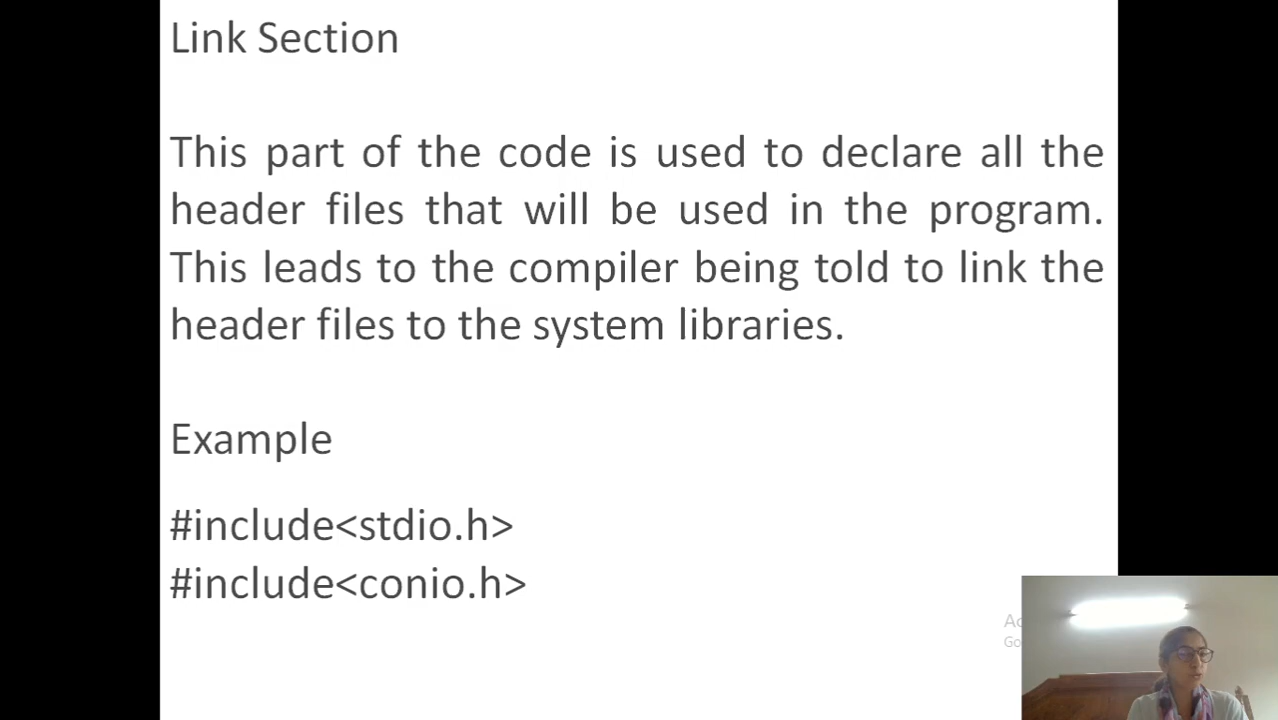 Link Section
This part of the code is used to declare all the
header files that will be used in the program.
This leads to the compiler being told to link the
header files to the system libraries.
Example
#include<stdio.h>
#include<conio.h>